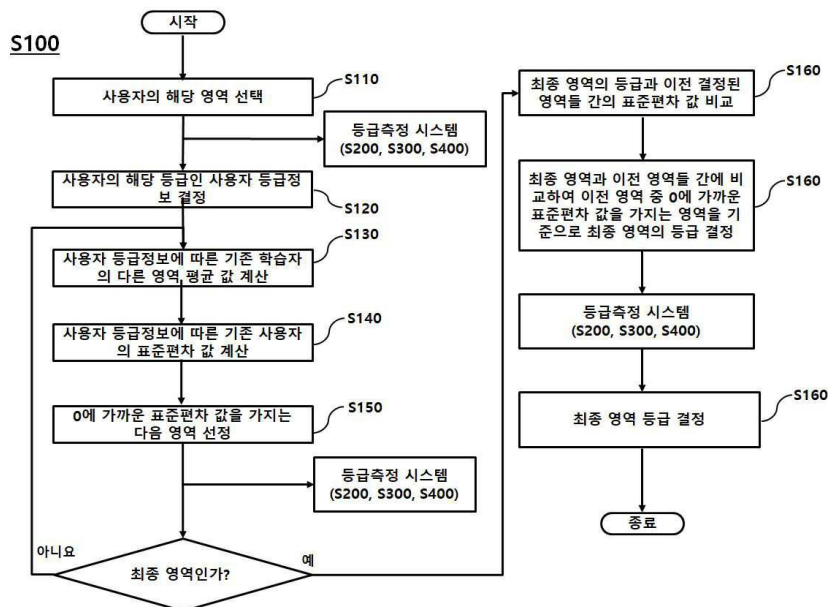 S100
시작
사용자의 해당 영역 선택
S110
등급측정 시스템
(S200, S300, S400)
사용자의 해당 등급인 사용자 등급정
보 결정
S120
사용자 등급정보에 따른 기존 학습자
의 다른 영역 평균 값 계산
S130
사용자 등급정보에 따른 기존 사용자
의 표준편차 값 계산
S140
0에 가까운 표준편차 값을 가지는
다음 영역 선정
S150
등급측정 시스템
(S200, S300, S400)
최종 영역인가?
아니요
예
최종 영역의 등급과 이전 결정된
영역들 간의 표준편차 값 비교
S160
최종 영역과 이전 영역들 간에 비
교하여 이전 영역 중 0에 가까운
표준편차 값을 가지는 영역을 기
준으로 최종 영역의 등급 결정
S160
등급측정 시스템
(S200, S300, S400)
최종 영역 등급 결정
S160
종료